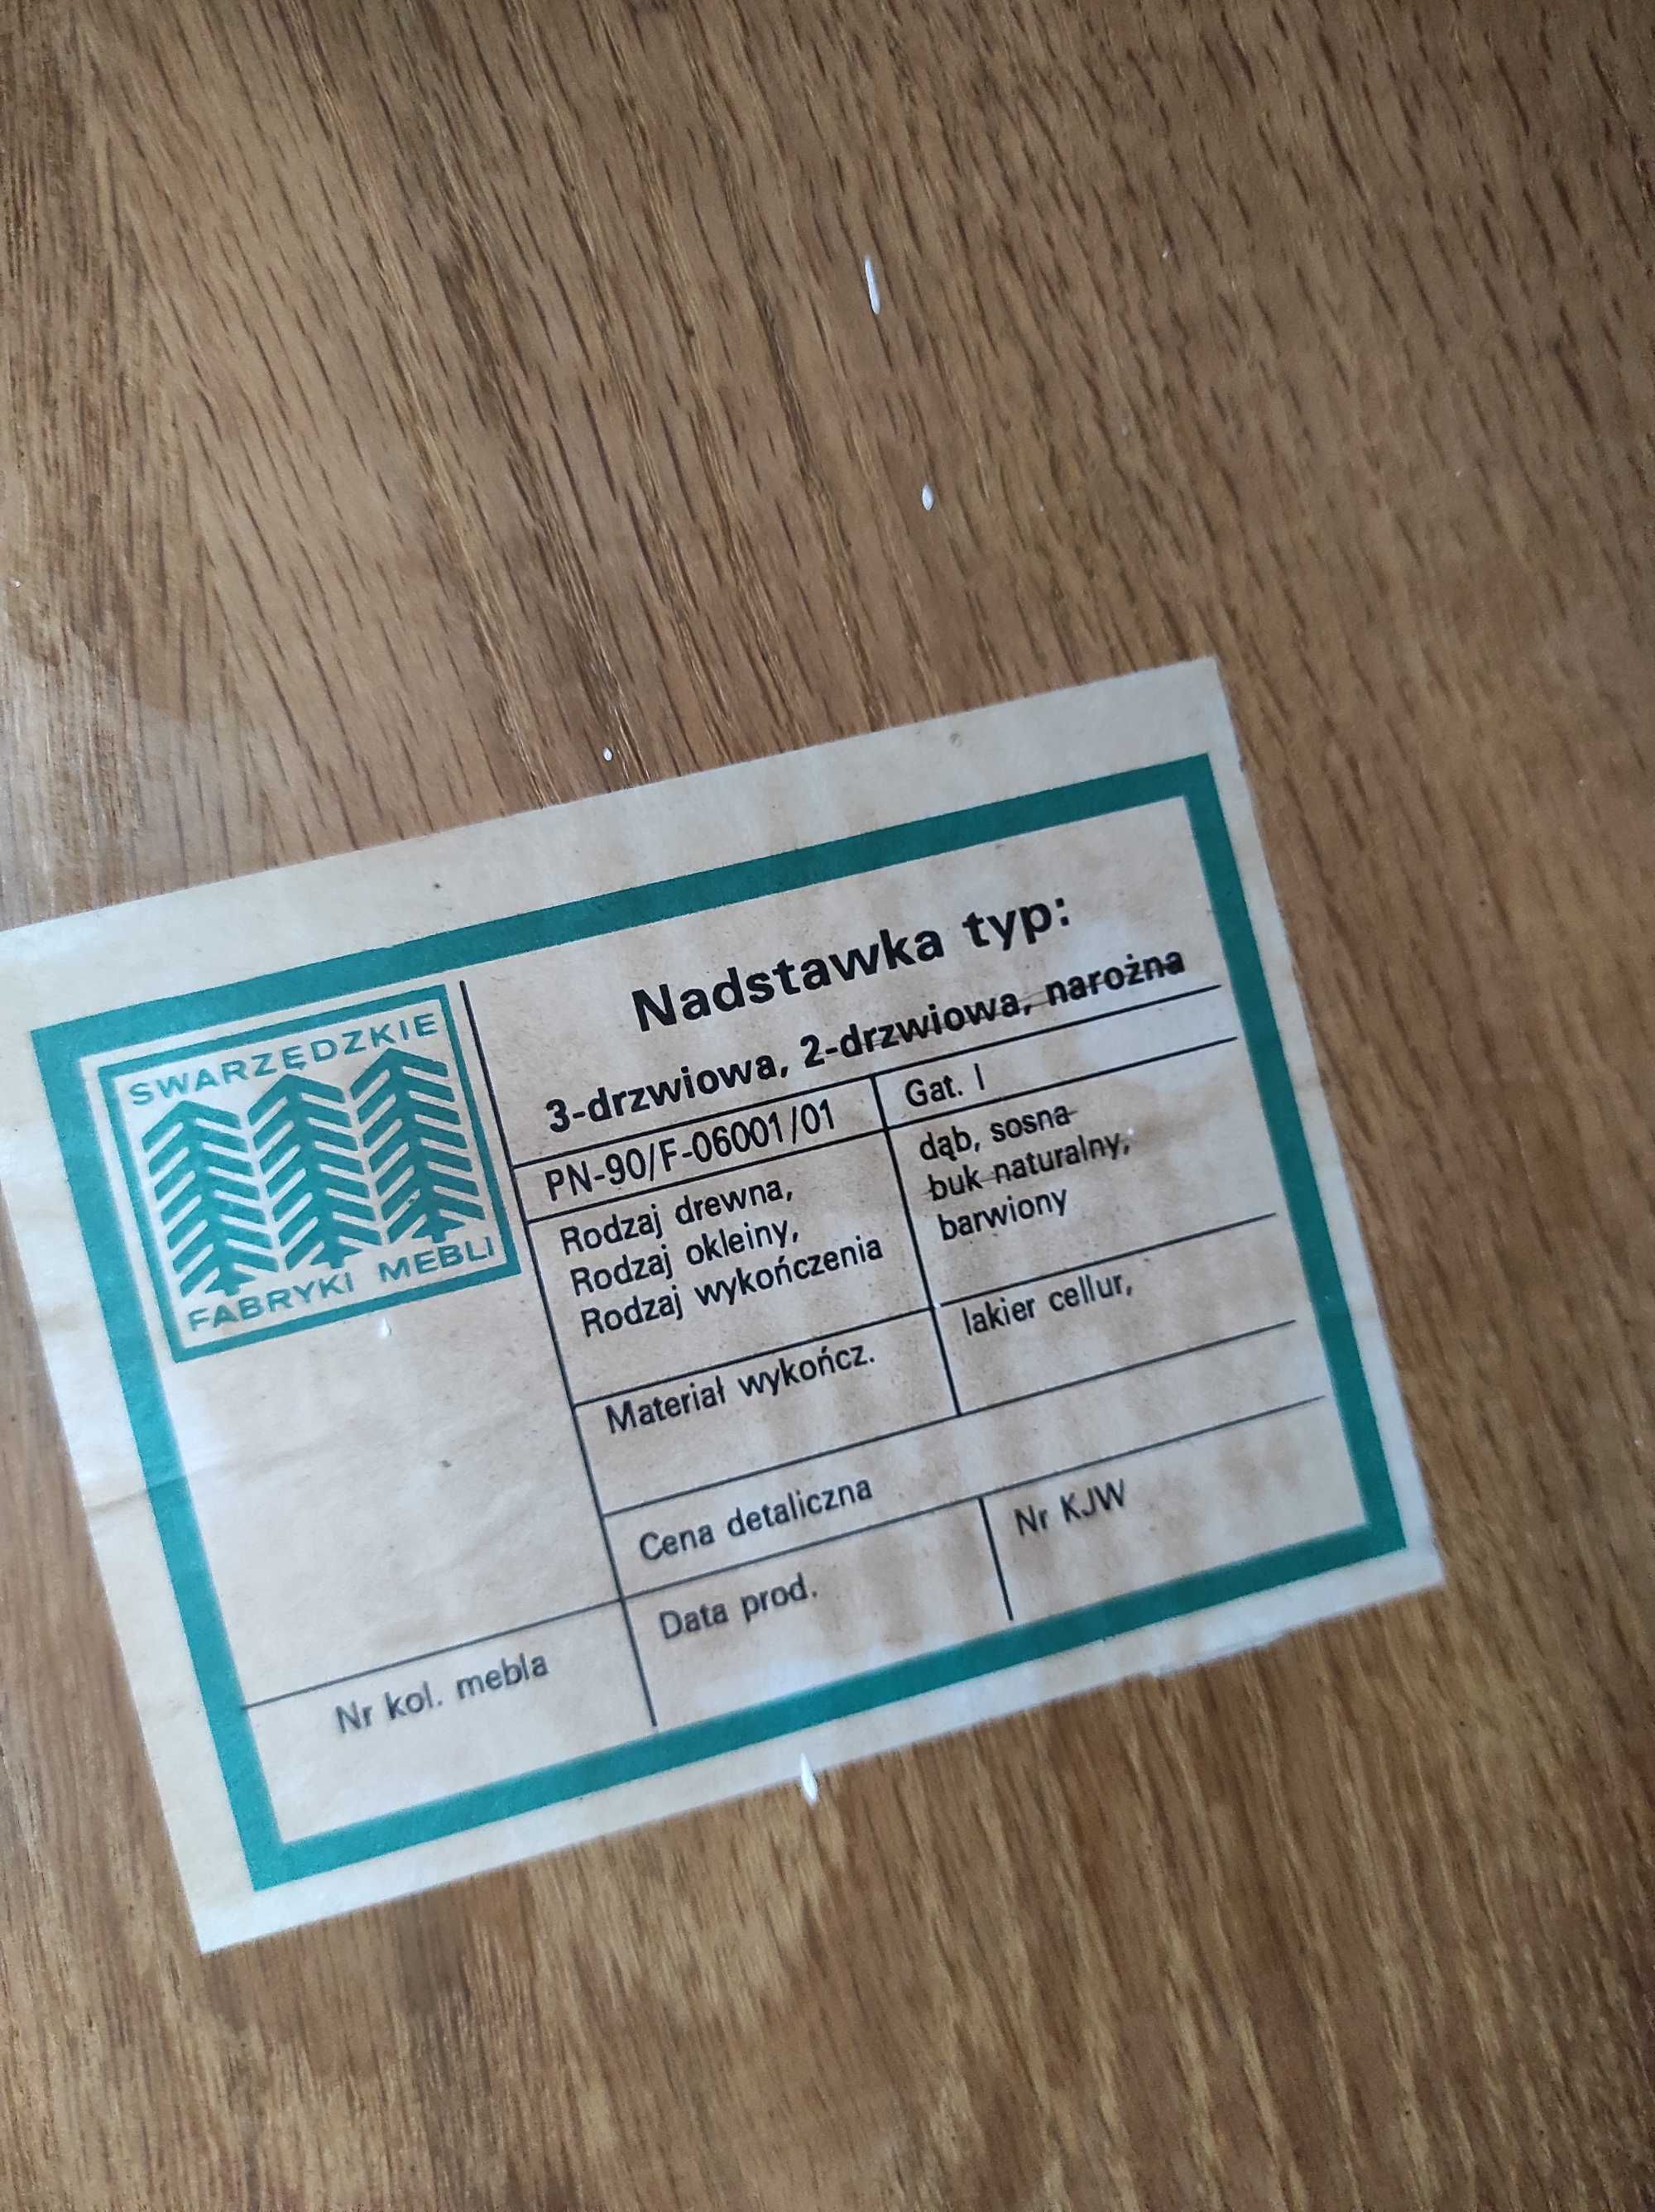 SWARZĘDZKIE
FABRYKI MEBLI
Nadstawka typ:
3-drzwiowa, 2-drzwiowa, narożna
PN-90/F-06001/01
Gat. I
Rodzaj drewna,
Rodzaj okleiny,
Rodzaj wykończenia
dąb, sosna
buk naturalny,
barwiony
Materiał wykończ.
lakier cellur,
Cena detaliczna
Nr kol. mebla
Data prod.
Nr KJW